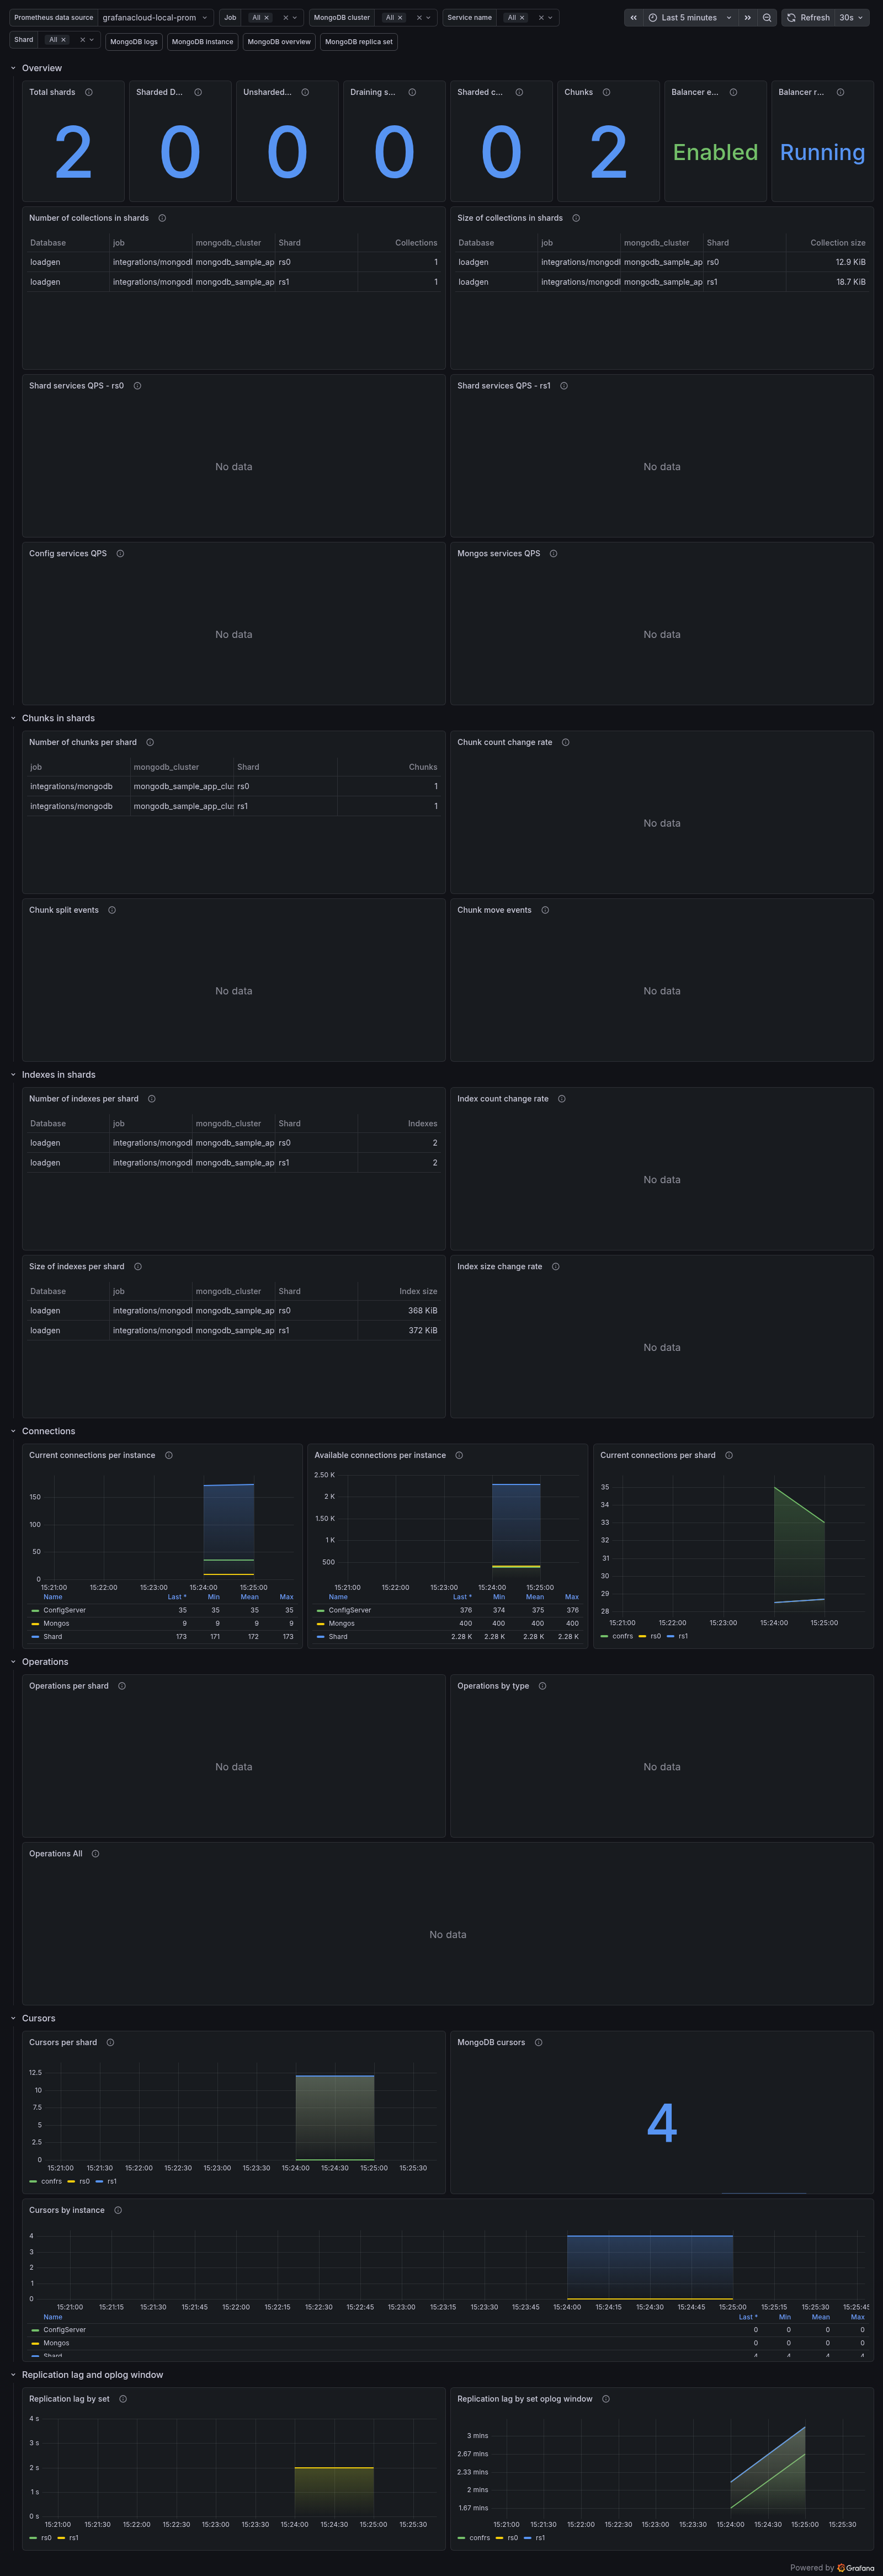 Prometheus data source grafanacloud-local-prom Job All MongoDB cluster All Service name All Last 5 minutes Refresh 30s
Shard All MongoDB logs MongoDB instance MongoDB overview MongoDB replica set
Overview
Total shards Sharded D... Unsharded... Draining s... Sharded c... Chunks Balancer e... Balancer r...
2 0 0 0 0 2 Enabled Running
Number of collections in shards
Database job mongodb_cluster Shard Collections
loadgen integrations/mongodl mongodb_sample_ap rs0 1
loadgen integrations/mongodl mongodb_sample_ap rs1 1
Size of collections in shards
Database job mongodb_cluster Shard Collection size
loadgen integrations/mongodl mongodb_sample_ap rs0 12.9 KiB
loadgen integrations/mongodl mongodb_sample_ap rs1 18.7 KiB
Shard services QPS - rs0
No data
Shard services QPS - rs1
No data
Config services QPS
No data
Mongos services QPS
No data
Chunks in shards
Number of chunks per shard
job mongodb_cluster Shard Chunks
integrations/mongodb mongodb_sample_app_clus rs0 1
integrations/mongodb mongodb_sample_app_clus rs1 1
Chunk count change rate
No data
Chunk split events
No data
Chunk move events
No data
Indexes in shards
Number of indexes per shard
Database job mongodb_cluster Shard Indexes
loadgen integrations/mongodl mongodb_sample_ap rs0 2
loadgen integrations/mongodl mongodb_sample_ap rs1 2
Index count change rate
No data
Size of indexes per shard
Database job mongodb_cluster Shard Index size
loadgen integrations/mongodl mongodb_sample_ap rs0 368 KiB
loadgen integrations/mongodl mongodb_sample_ap rs1 372 KiB
Index size change rate
No data
Connections
Current connections per instance
150
100
50
0
15:21:00 15:22:00 15:23:00 15:24:00 15:25:00
Name Last * Min Mean Max
ConfigServer 35 35 35 35
Mongos 9 9 9 9
Shard 173 171 172 173
Available connections per instance
2.50 K
2 K
1.50 K
1 K
500
15:21:00 15:22:00 15:23:00 15:24:00 15:25:00
Name Last * Min Mean Max
ConfigServer 376 374 375 376
Mongos 400 400 400 400
Shard 2.28 K 2.28 K 2.28 K 2.28 K
Current connections per shard
35
34
33
32
31
30
29
28
15:21:00 15:22:00 15:23:00 15:24:00 15:25:00
confrs rs0 rs1
Operations
Operations per shard
No data
Operations by type
No data
Operations All
No data
Cursors
Cursors per shard
12.5
10
7.5
5
2.5
0
15:21:00 15:21:30 15:22:00 15:22:30 15:23:00 15:23:30 15:24:00 15:24:30 15:25:00 15:25:30
confrs rs0 rs1
MongoDB cursors
4
Cursors by instance
4
3
2
1
0
15:21:00 15:21:15 15:21:30 15:21:45 15:22:00 15:22:15 15:22:30 15:22:45 15:23:00 15:23:15 15:23:30 15:23:45 15:24:00 15:24:15 15:24:30 15:24:45 15:25:00 15:25:15 15:25:30 15:25:45
Name Last * Min Mean Max
ConfigServer 0 0 0 0
Mongos 0 0 0 0
Shard 4 4 4 4
Replication lag and oplog window
Replication lag by set
4 s
3 s
2 s
1 s
0 s
15:21:00 15:21:30 15:22:00 15:22:30 15:23:00 15:23:30 15:24:00 15:24:30 15:25:00 15:25:30
rs0 rs1
Replication lag by set oplog window
3 mins
2.67 mins
2.33 mins
2 mins
1.67 mins
15:21:00 15:21:30 15:22:00 15:22:30 15:23:00 15:23:30 15:24:00 15:24:30 15:25:00 15:25:30
confrs rs0 rs1
Powered by Grafana